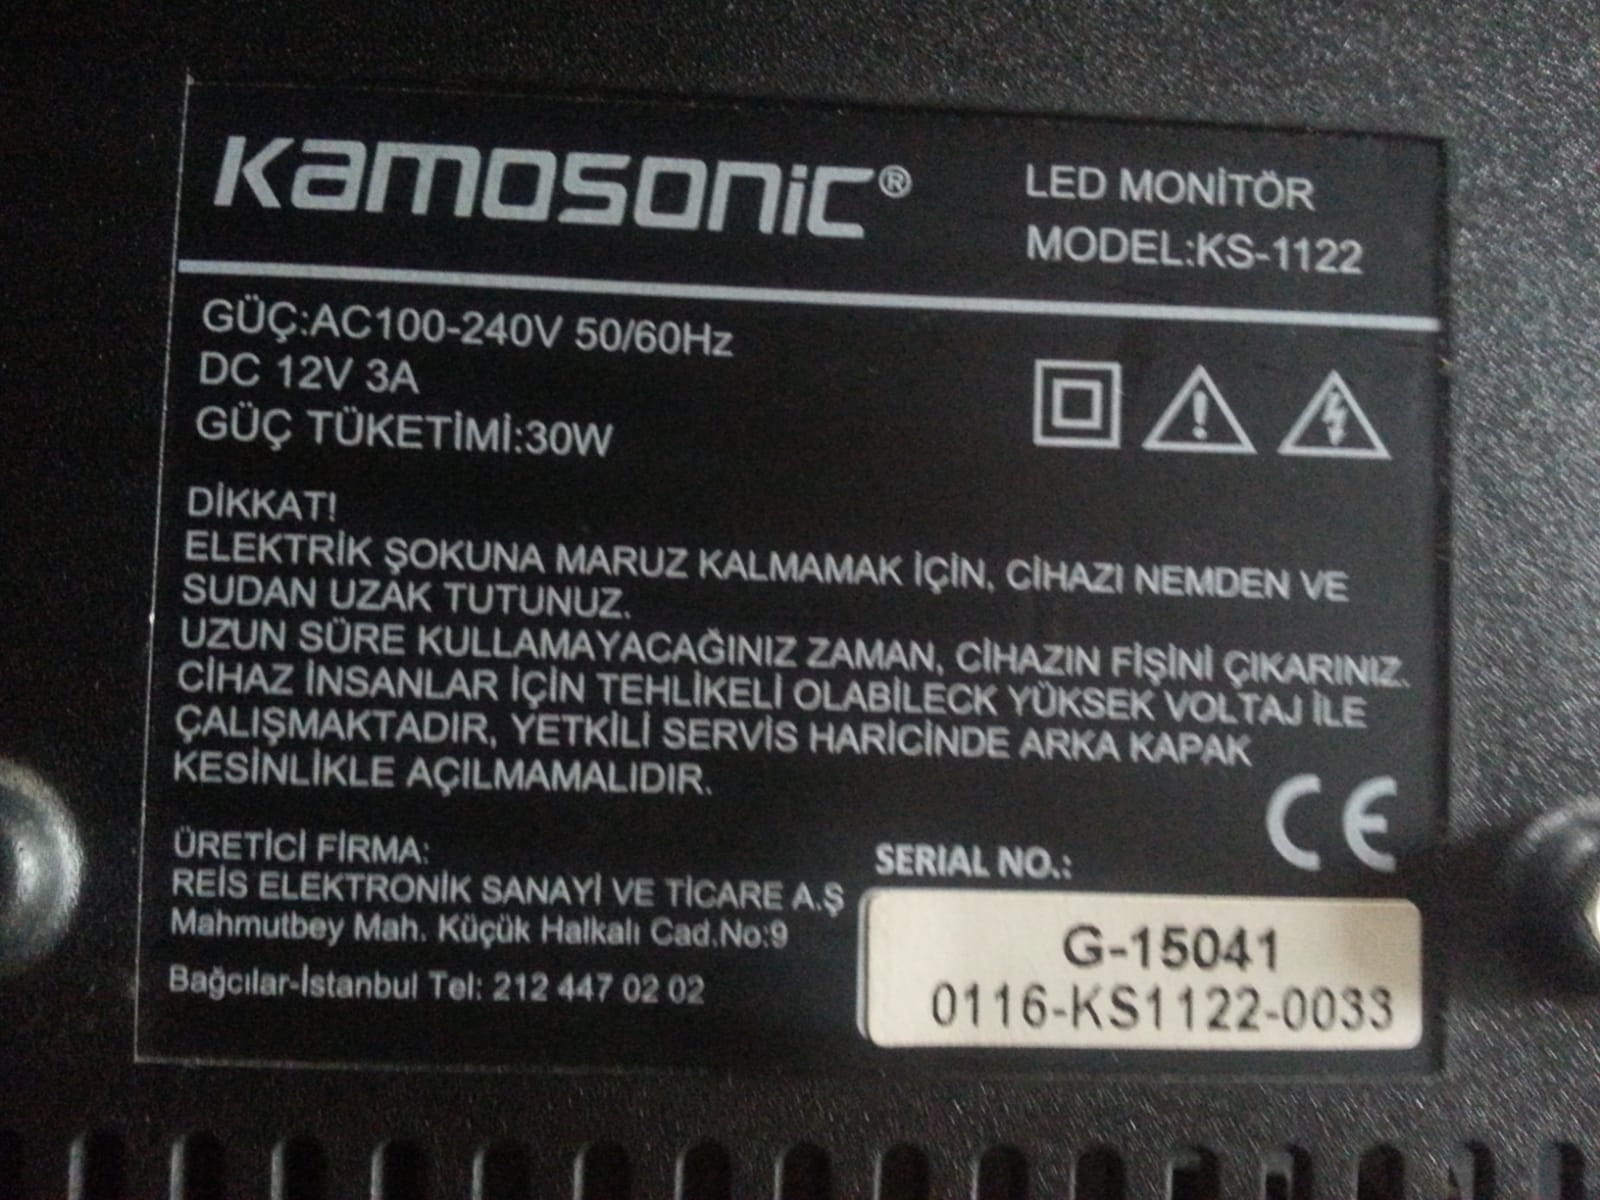 Kamosonic®
LED MONİTÖR
MODEL:KS-1122
GÜÇ:AC100-240V 50/60Hz
DC 12V 3A
GÜÇ TÜKETİMİ:30W
DİKKAT!
ELEKTRİK ŞOKUNA MARUZ KALMAMAK İÇİN, CİHAZI NEMDEN VE
SUDAN UZAK TUTUNUZ.
UZUN SÜRE KULLAMAYACAĞINIZ ZAMAN, CİHAZIN FİŞİNİ ÇIKARINIZ.
CİHAZ İNSANLAR İÇİN TEHLİKELİ OLABİLECK YÜKSEK VOLTAJ İLE
ÇALIŞMAKTADIR, YETKİLİ SERVİS HARİCİNDE ARKA KAPAK
KESİNLİKLE AÇILMAMALIDIR.
CE
ÜRETİCİ FİRMA:
REİS ELEKTRONİK SANAYİ VE TİCARE A.Ş
Mahmutbey Mah. Küçük Halkalı Cad.No:9
Bağcılar-İstanbul Tel: 212 447 02 02
SERIAL NO.:
G-15041
0116-KS1122-0033